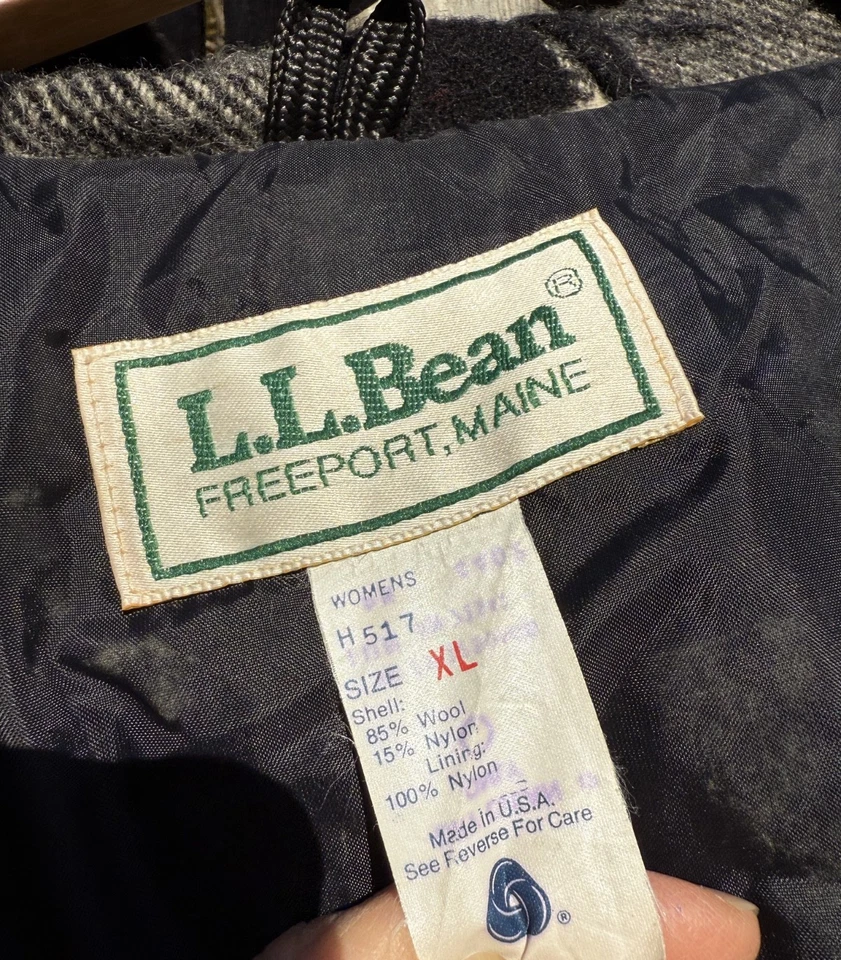 L.L.Bean ®
FREEPORT, MAINE
WOMENS
H 517
SIZE XL
Shell:
85% Wool
15% Nylon
Lining:
100% Nylon
Made in U.S.A.
See Reverse For Care
®